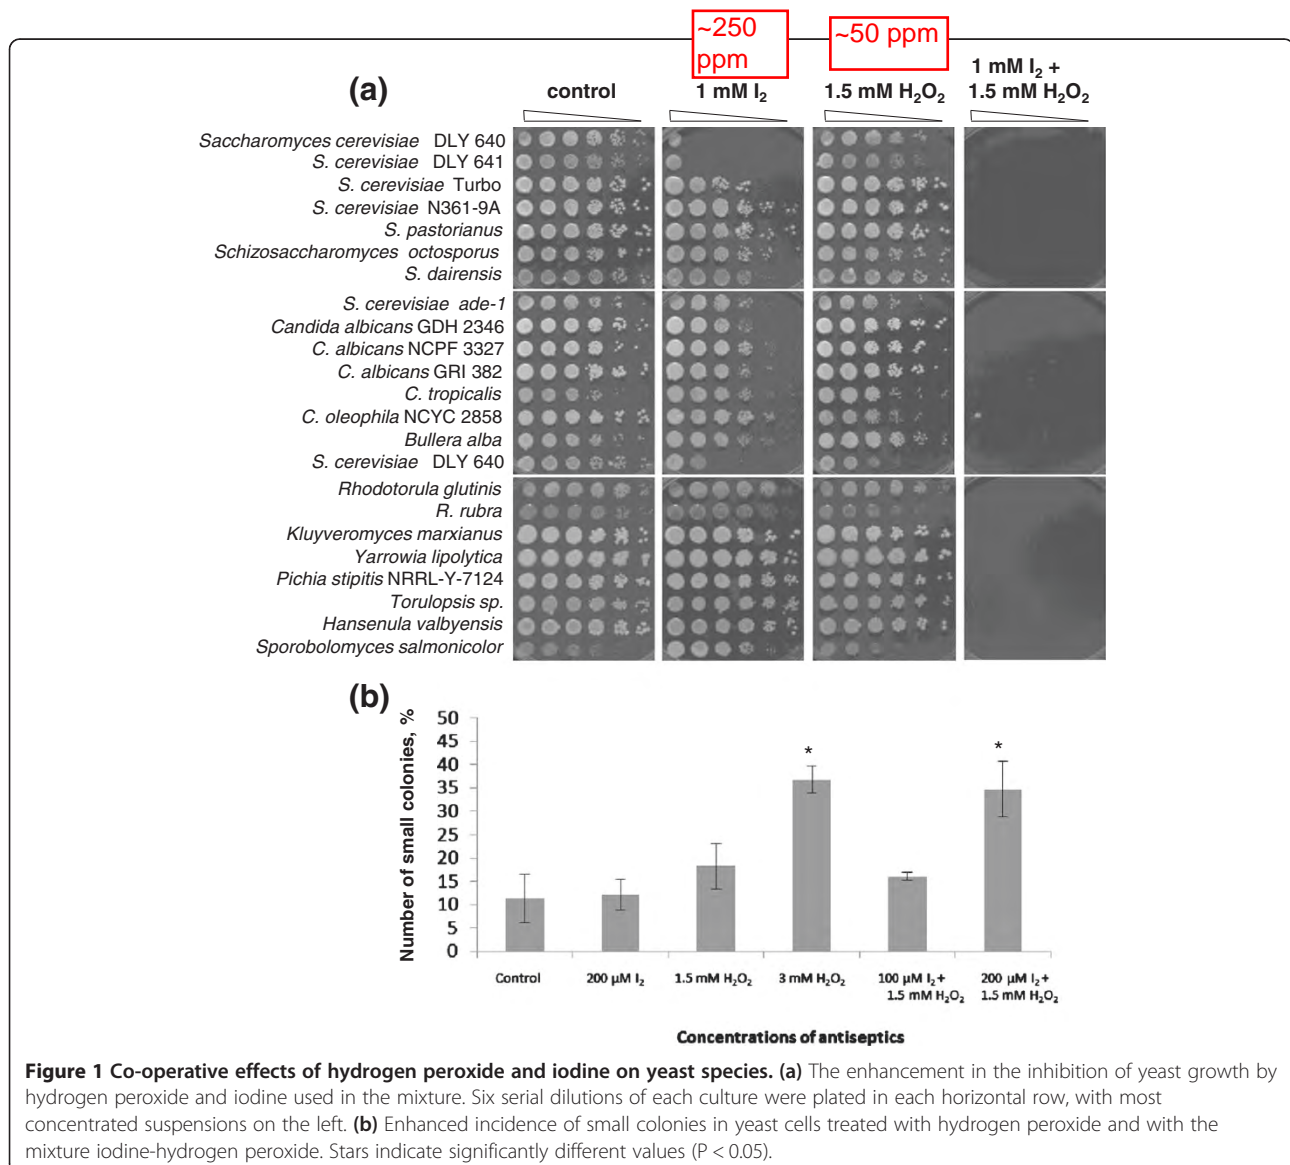 ~250
ppm
~50 ppm
(a)
control
1 mM I₂
1.5 mM H₂O₂
1 mM I₂ +
1.5 mM H₂O₂
Saccharomyces cerevisiae DLY 640
S. cerevisiae DLY 641
S. cerevisiae Turbo
S. cerevisiae N361-9A
S. pastorianus
Schizosaccharomyces octosporus
S. dairensis
S. cerevisiae ade-1
Candida albicans GDH 2346
C. albicans NCPF 3327
C. albicans GRI 382
C. tropicalis
C. oleophila NCYC 2858
Bullera alba
S. cerevisiae DLY 640
Rhodotorula glutinis
R. rubra
Kluyveromyces marxianus
Yarrowia lipolytica
Pichia stipitis NRRL-Y-7124
Torulopsis sp.
Hansenula valbyensis
Sporobolomyces salmonicolor
(b)
Number of small colonies, %
50
45
40
35
30
25
20
15
10
5
0
*
*
Control
200 µM I₂
1.5 mM H₂O₂
3 mM H₂O₂
100 µM I₂ +
1.5 mM H₂O₂
200 µM I₂ +
1.5 mM H₂O₂
Concentrations of antiseptics
Figure 1 Co-operative effects of hydrogen peroxide and iodine on yeast species. (a) The enhancement in the inhibition of yeast growth by
hydrogen peroxide and iodine used in the mixture. Six serial dilutions of each culture were plated in each horizontal row, with most
concentrated suspensions on the left. (b) Enhanced incidence of small colonies in yeast cells treated with hydrogen peroxide and with the
mixture iodine-hydrogen peroxide. Stars indicate significantly different values (P < 0.05).